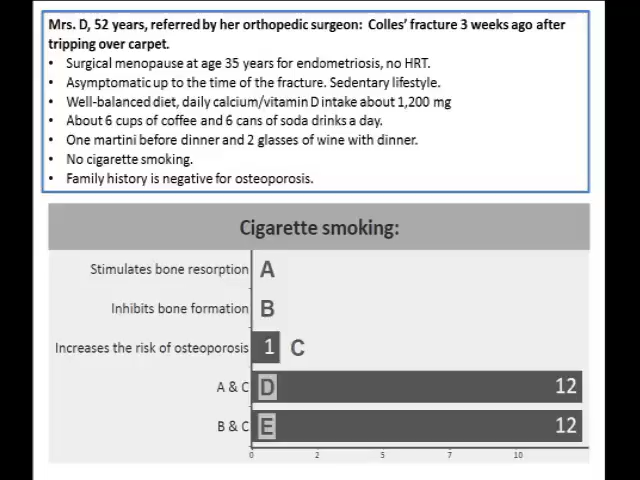 Mrs. D, 52 years, referred by her orthopedic surgeon: Colles' fracture 3 weeks ago after
tripping over carpet.
• Surgical menopause at age 35 years for endometriosis, no HRT.
• Asymptomatic up to the time of the fracture. Sedentary lifestyle.
• Well-balanced diet, daily calcium/vitamin D intake about 1,200 mg
• About 6 cups of coffee and 6 cans of soda drinks a day.
• One martini before dinner and 2 glasses of wine with dinner.
• No cigarette smoking.
• Family history is negative for osteoporosis.
Cigarette smoking:
Stimulates bone resorption A
Inhibits bone formation B
Increases the risk of osteoporosis 1 C
A & C D 12
B & C E 12
0 2 5 7 10